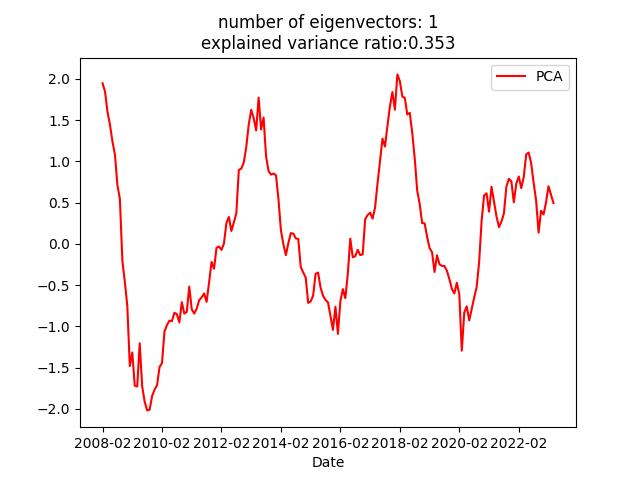 number of eigenvectors: 1
explained variance ratio:0.353
PCA
2.0
1.5
1.0
0.5
0.0
−0.5
−1.0
−1.5
−2.0
2008-02 2010-02 2012-02 2014-02 2016-02 2018-02 2020-02 2022-02
Date